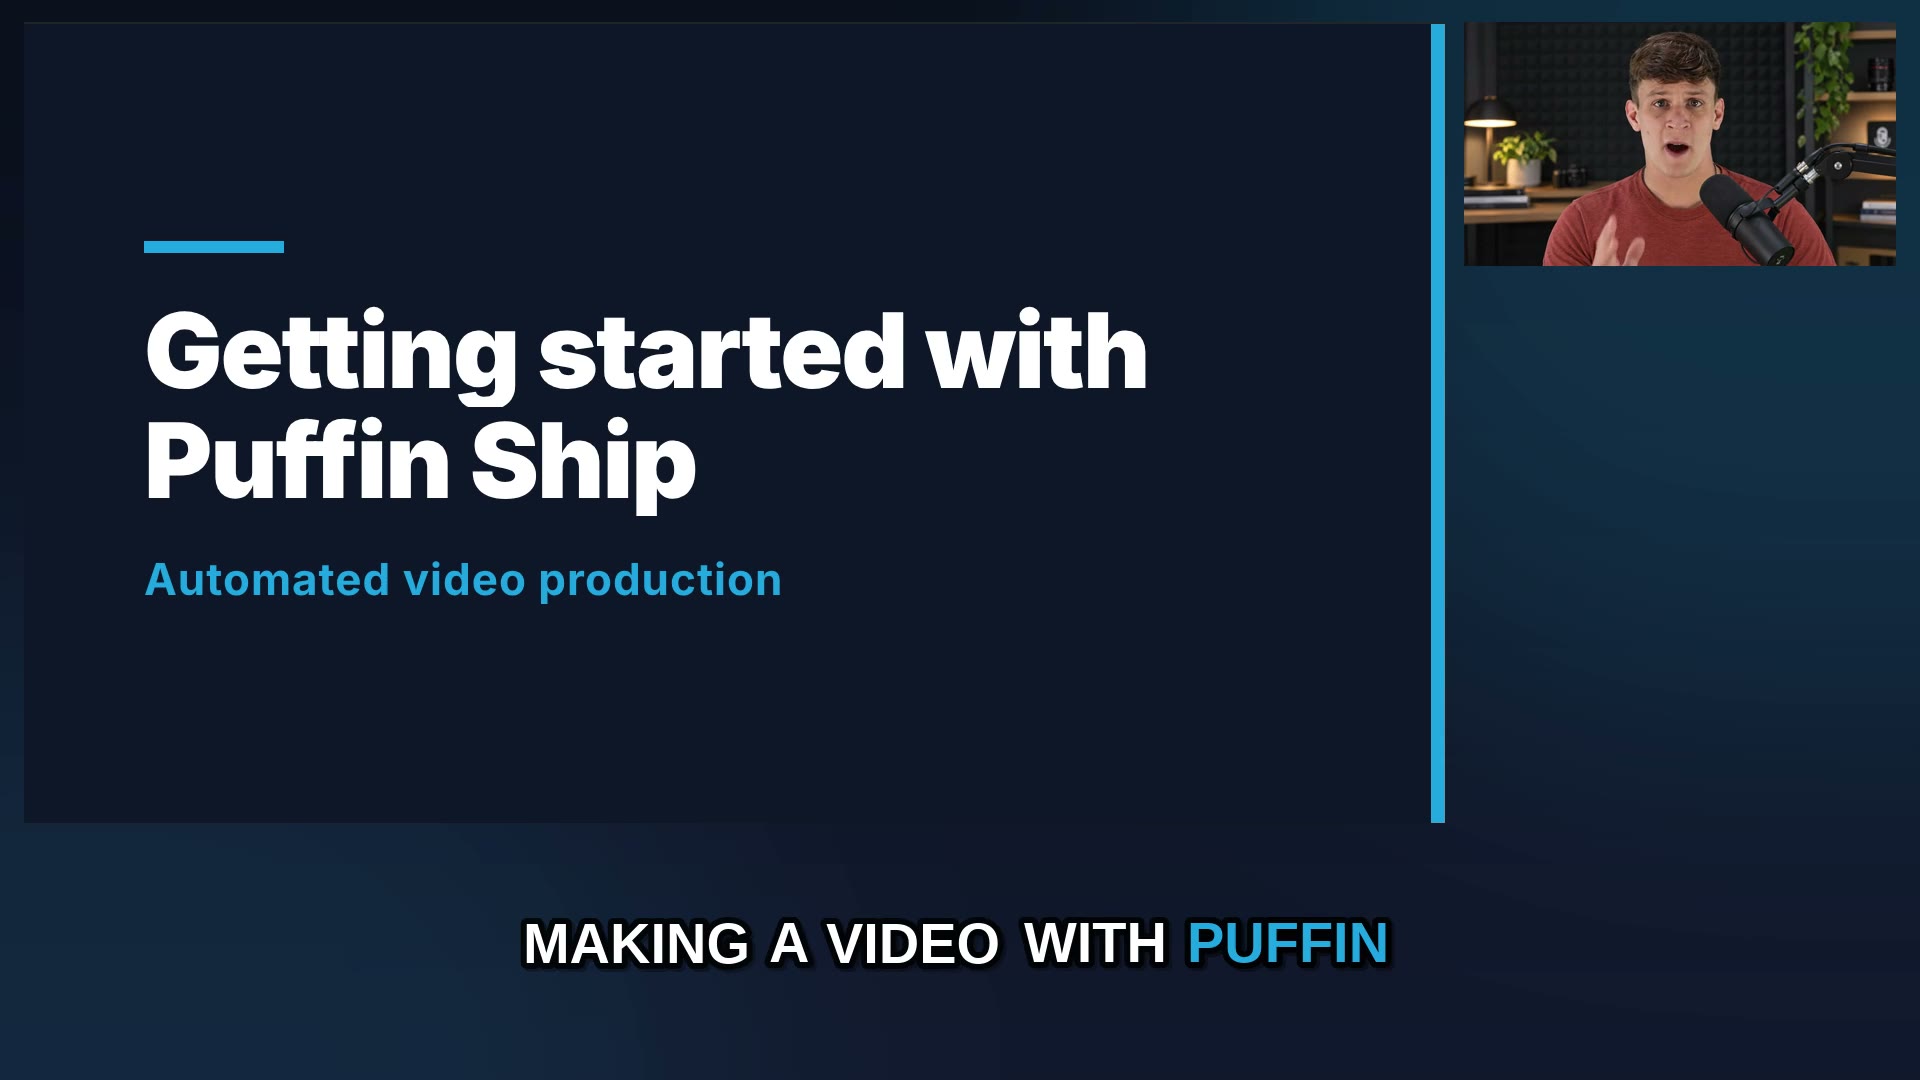 Getting started with
Puffin Ship
Automated video production
MAKING A VIDEO WITH PUFFIN